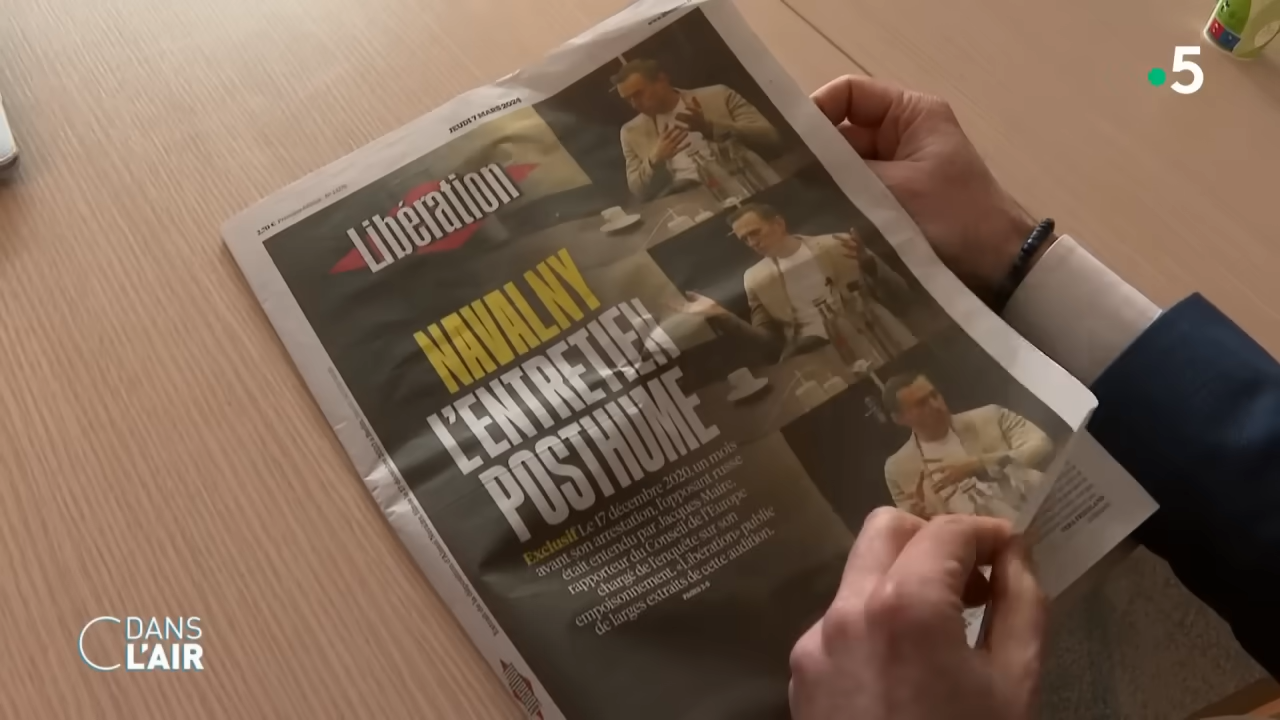 5
JEUDI 7 MARS 2024
Libération
NAVALNY
L'ENTRETIEN
POSTHUME
Exclusif Le 17 décembre 2020, un mois
avant son arrestation, l'opposant russe
était entendu par Jacques Maire,
rapporteur du Conseil de l'Europe
chargé de l'enquête sur son
empoisonnement. «Libération» publie
de larges extraits de cette audition.
C DANS
L'AIR